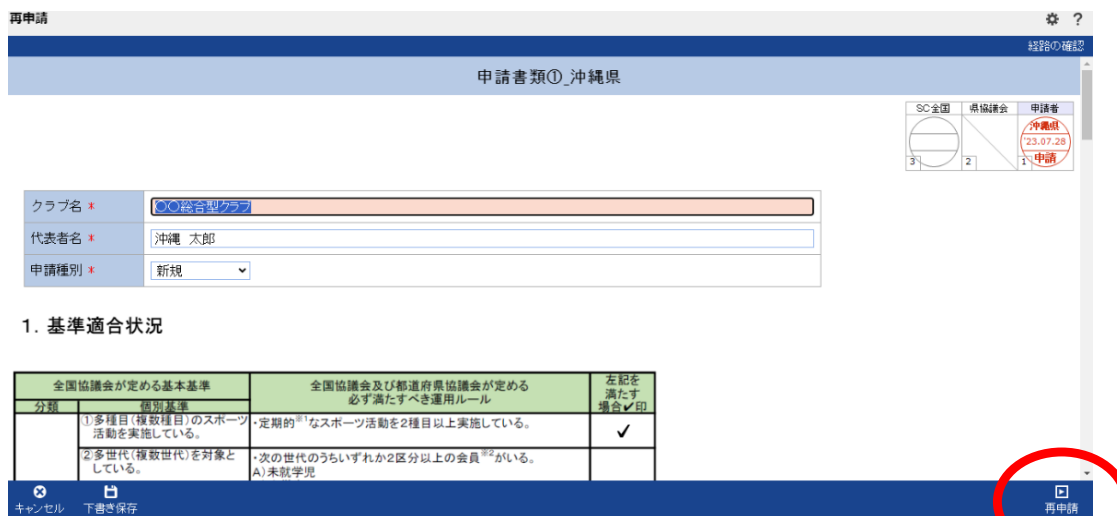 再申請
?
経路の確認
申請書類①_沖縄県
SC全国 県協議会 申請者
沖縄県
'23.07.28
申請
3 2 1
クラブ名 *
〇〇総合型クラブ
代表者名 *
沖縄 太郎
申請種別 *
新規
1. 基準適合状況
全国協議会が定める基本基準
全国協議会及び都道府県協議会が定める
必ず満たすべき運用ルール
左記を
満たす
場合✔印
分類 個別基準
①多種目(複数種目)のスポーツ
活動を実施している。
・定期的※1なスポーツ活動を2種目以上実施している。
✓
②多世代(複数世代)を対象と
している。
・次の世代のうちいずれか2区分以上の会員※2がいる。
A)未就学児
キャンセル 下書き保存 再申請